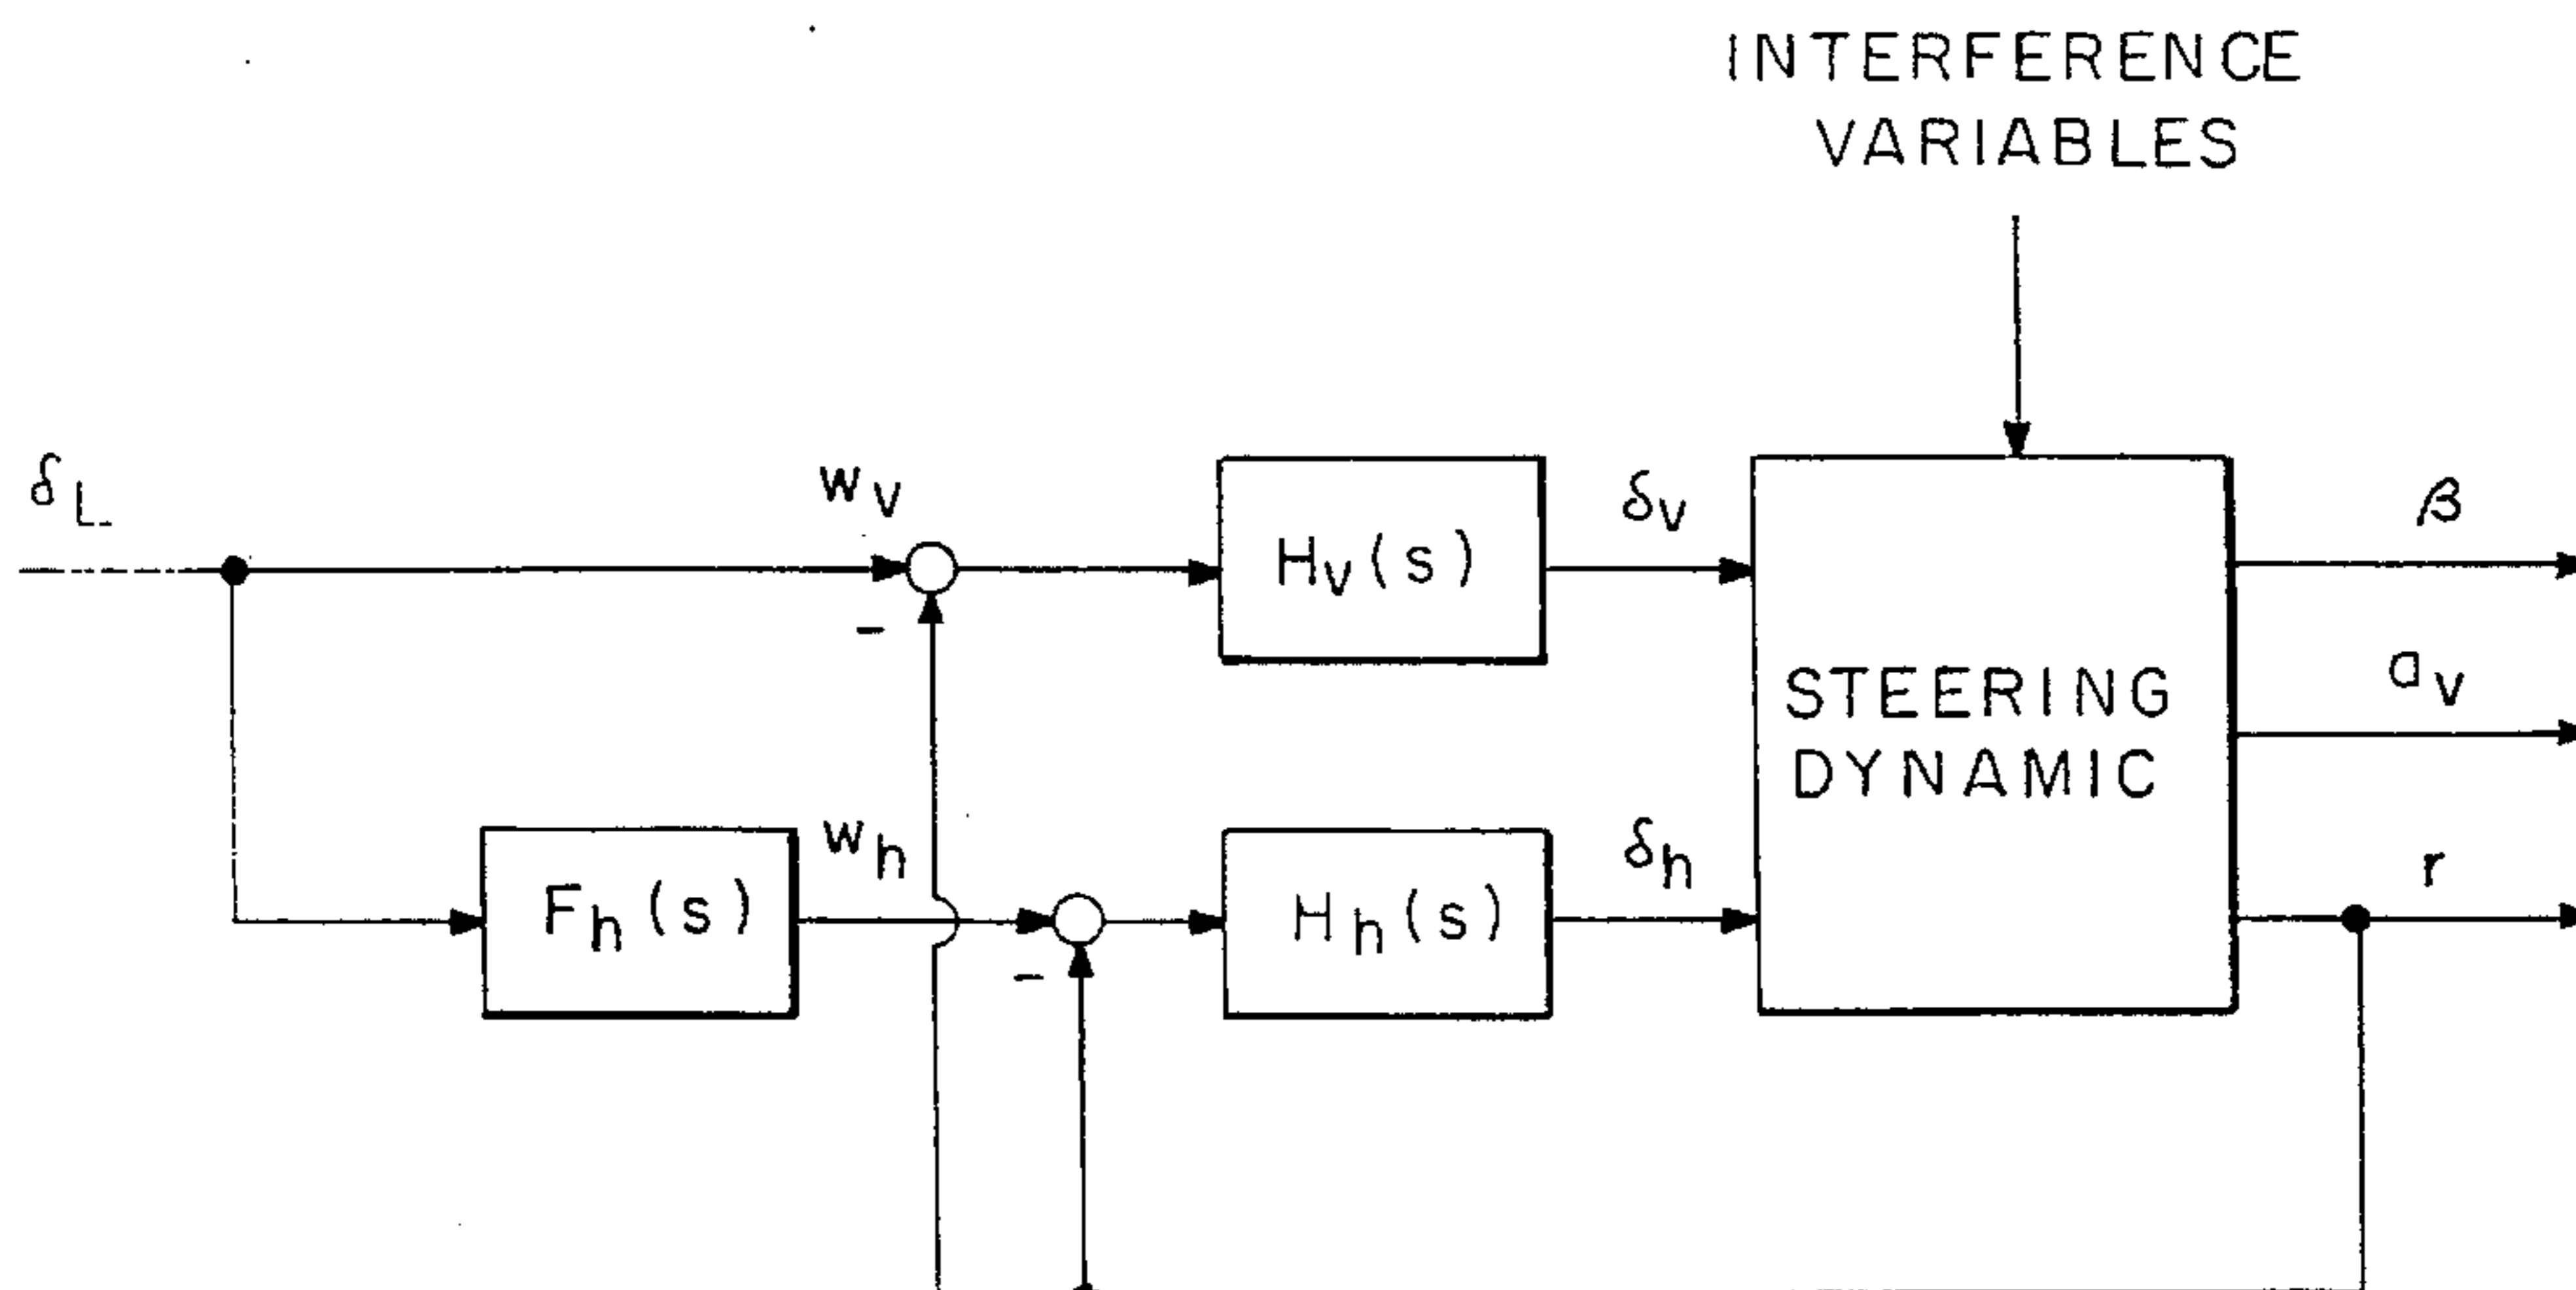 INTERFERENCE
VARIABLES
δL
wv
Hv(s)
δv
β
STEERING
DYNAMIC
av
wh
Fh(s)
Hh(s)
δh
r
-
-